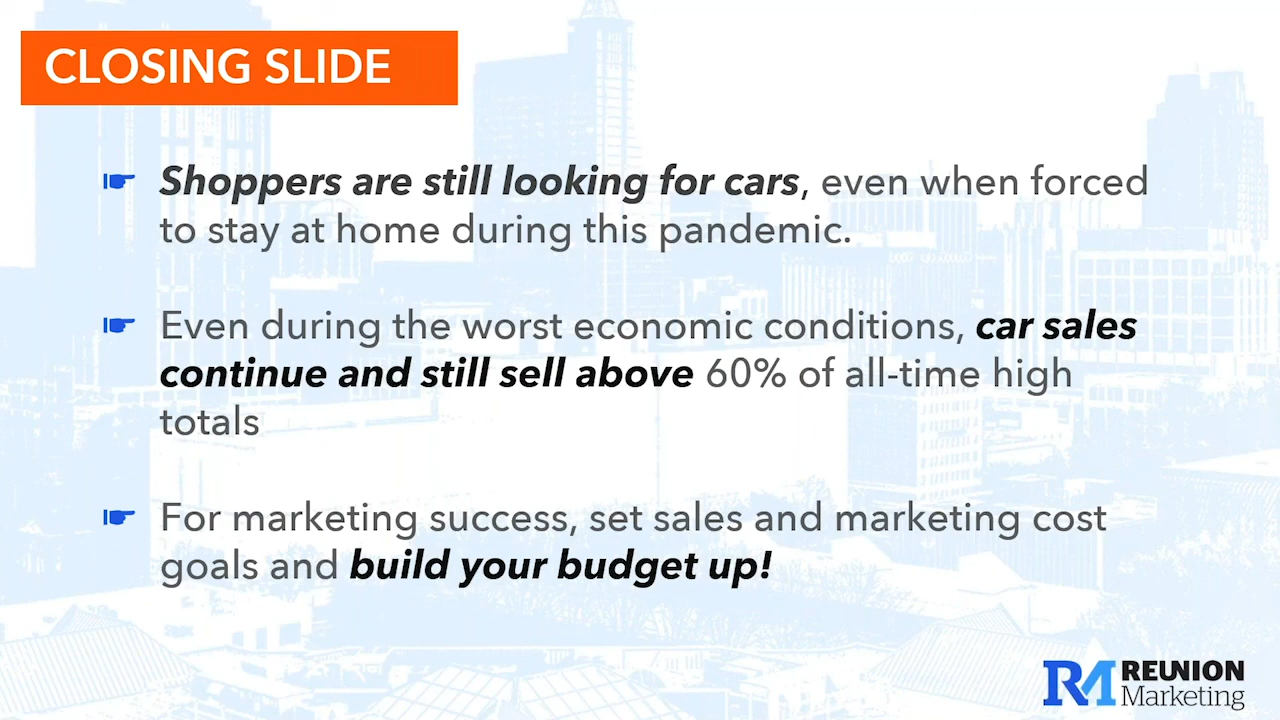 CLOSING SLIDE
Shoppers are still looking for cars, even when forced
to stay at home during this pandemic.
Even during the worst economic conditions, car sales
continue and still sell above 60% of all-time high
totals
For marketing success, set sales and marketing cost
goals and build your budget up!
RM REUNION
Marketing